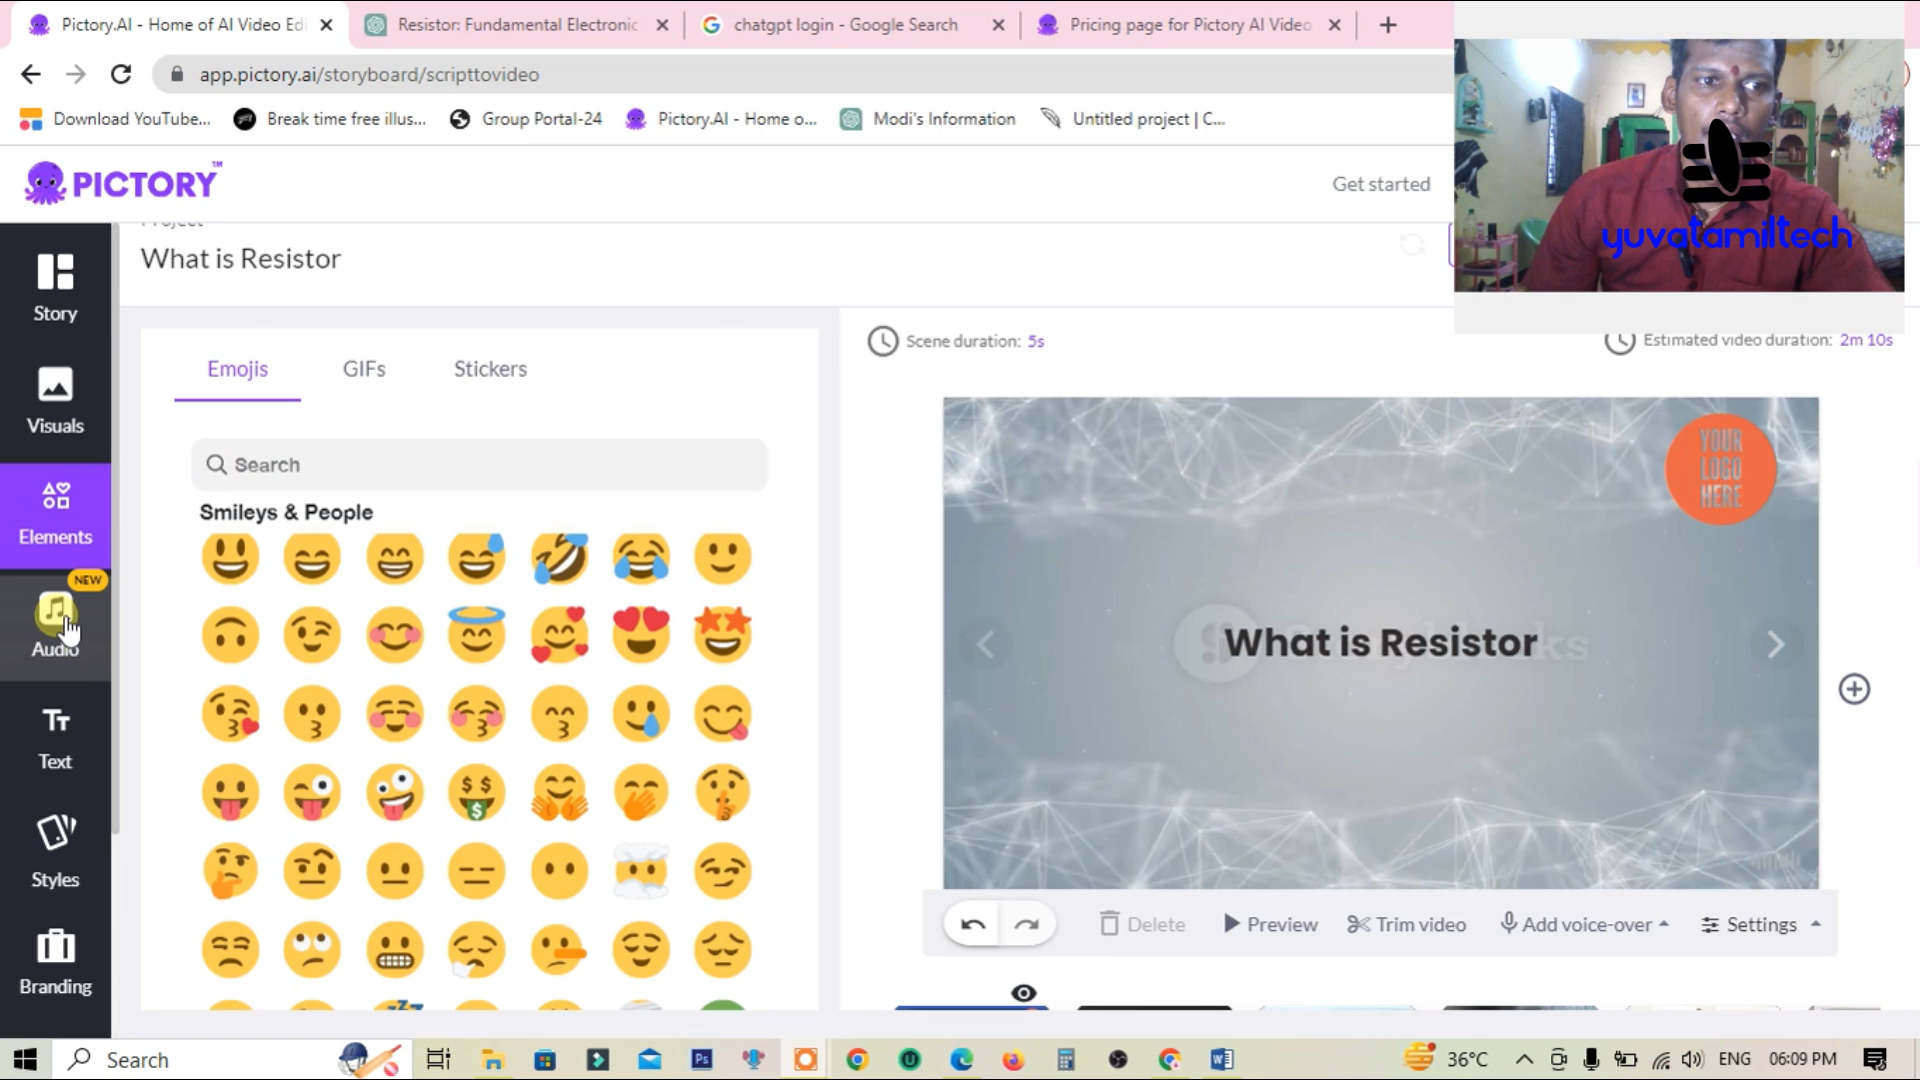 Pictory.AI - Home of AI Video Edi
Resistor: Fundamental Electronic
chatgpt login - Google Search
Pricing page for Pictory AI Video
app.pictory.ai/storyboard/scripttovideo
Download YouTube...
Break time free illus...
Group Portal-24
Pictory.AI - Home o...
Modi's Information
Untitled project | C...
PICTORY™
Get started
yuvatamiltech
Project
What is Resistor
Story
Visuals
Elements
NEW
Audio
Text
Styles
Branding
Emojis
GIFs
Stickers
Search
Smileys & People
Scene duration: 5s
Estimated video duration: 2m 10s
YOUR
LOGO
HERE
What is Resistor
Delete
Preview
Trim video
Add voice-over
Settings
Search
36°C
ENG
06:09 PM